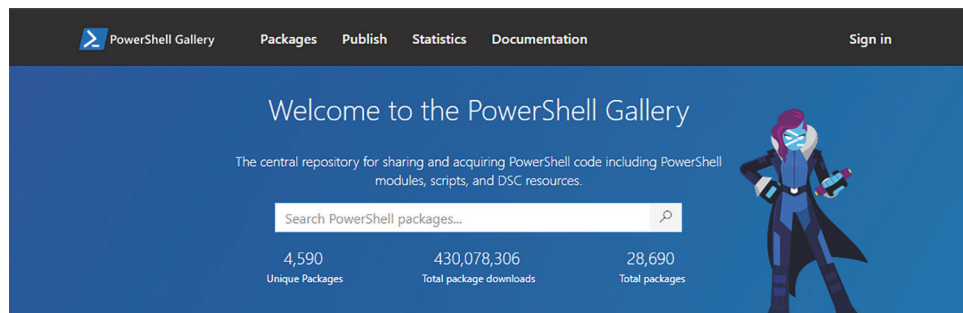 PowerShell Gallery Packages Publish Statistics Documentation Sign in
Welcome to the PowerShell Gallery
The central repository for sharing and acquiring PowerShell code including PowerShell
modules, scripts, and DSC resources.
Search PowerShell packages...
4,590 430,078,306 28,690
Unique Packages Total package downloads Total packages